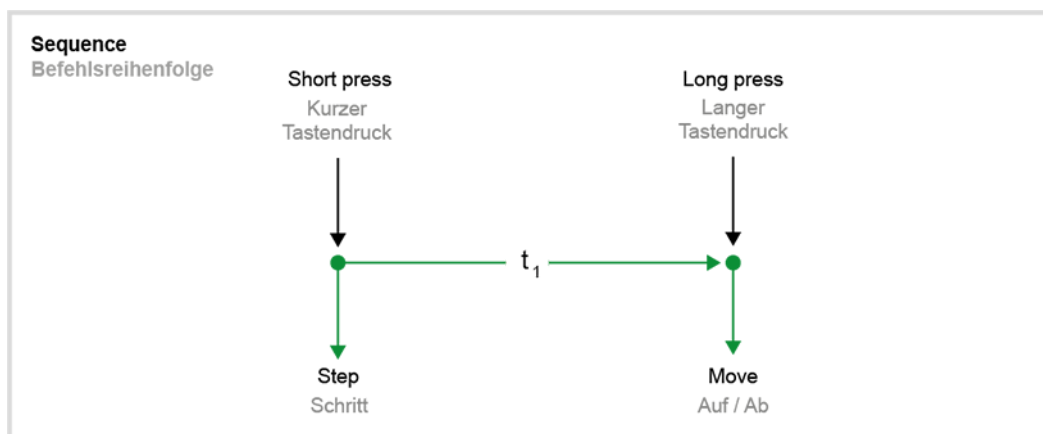 Sequence
Befehlsreihenfolge
Short press
Kurzer
Tastendruck
Long press
Langer
Tastendruck
t1
Step
Schritt
Move
Auf / Ab